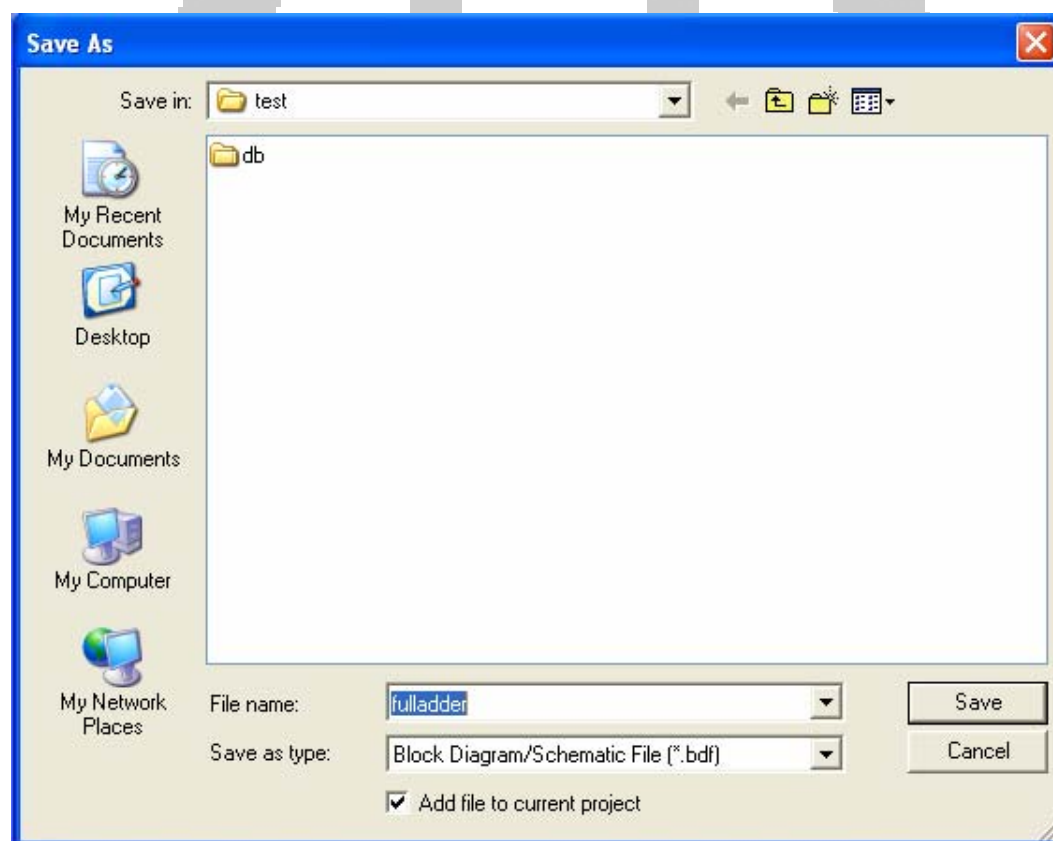 Save As
Save in:
test
db
My Recent
Documents
Desktop
My Documents
My Computer
My Network
Places
File name:
fulladder
Save
Save as type:
Block Diagram/Schematic File (*.bdf)
Cancel
Add file to current project